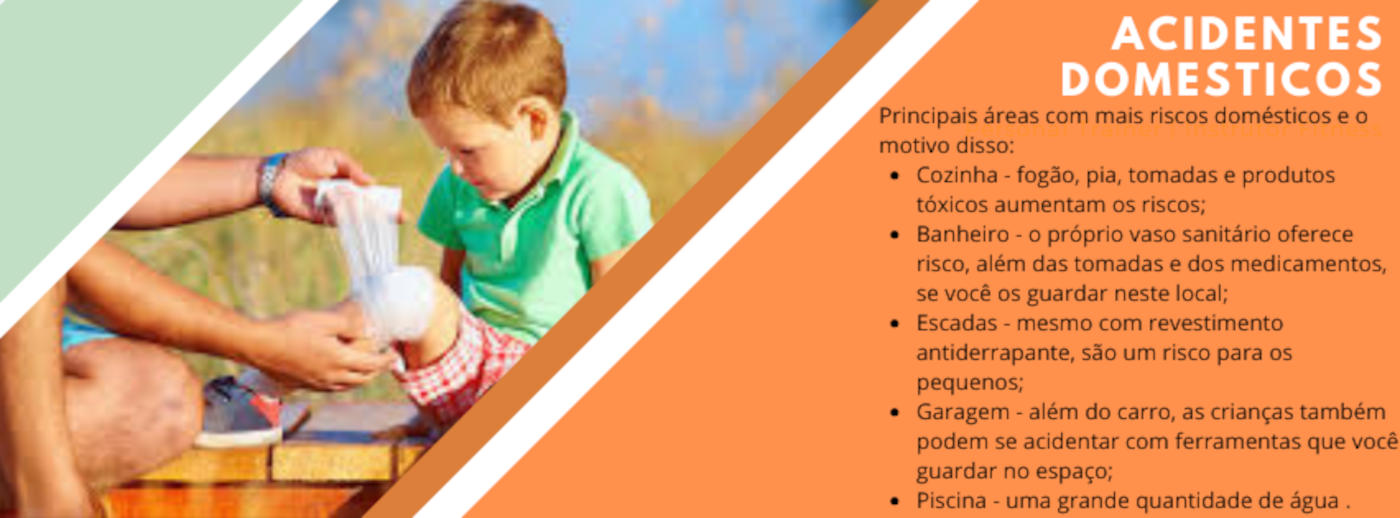 ACIDENTES
DOMESTICOS
Principais áreas com mais riscos domésticos e o
motivo disso:
• Cozinha - fogão, pia, tomadas e produtos
tóxicos aumentam os riscos;
• Banheiro - o próprio vaso sanitário oferece
risco, além das tomadas e dos medicamentos,
se você os guardar neste local;
• Escadas - mesmo com revestimento
antiderrapante, são um risco para os
pequenos;
• Garagem - além do carro, as crianças também
podem se acidentar com ferramentas que você
guardar no espaço;
• Piscina - uma grande quantidade de água .